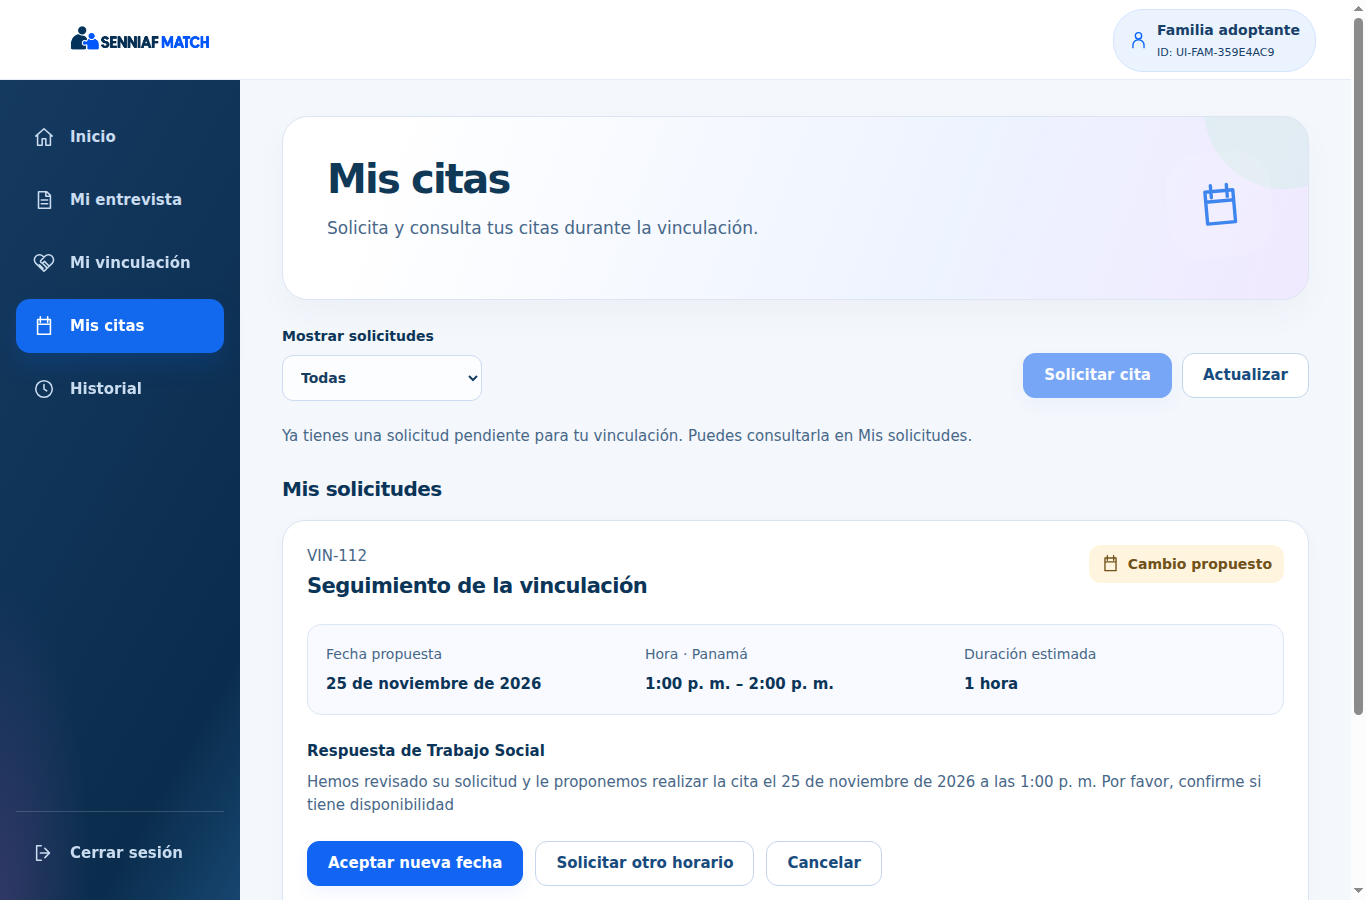 SENNIAF MATCH
Familia adoptante
ID: UI-FAM-359E4AC9
Inicio
Mi entrevista
Mi vinculación
Mis citas
Historial
Cerrar sesión
Mis citas
Solicita y consulta tus citas durante la vinculación.
Mostrar solicitudes
Todas
Solicitar cita
Actualizar
Ya tienes una solicitud pendiente para tu vinculación. Puedes consultarla en Mis solicitudes.
Mis solicitudes
VIN-112
Seguimiento de la vinculación
Cambio propuesto
Fecha propuesta
25 de noviembre de 2026
Hora · Panamá
1:00 p. m. – 2:00 p. m.
Duración estimada
1 hora
Respuesta de Trabajo Social
Hemos revisado su solicitud y le proponemos realizar la cita el 25 de noviembre de 2026 a las 1:00 p. m. Por favor, confirme si
tiene disponibilidad
Aceptar nueva fecha
Solicitar otro horario
Cancelar